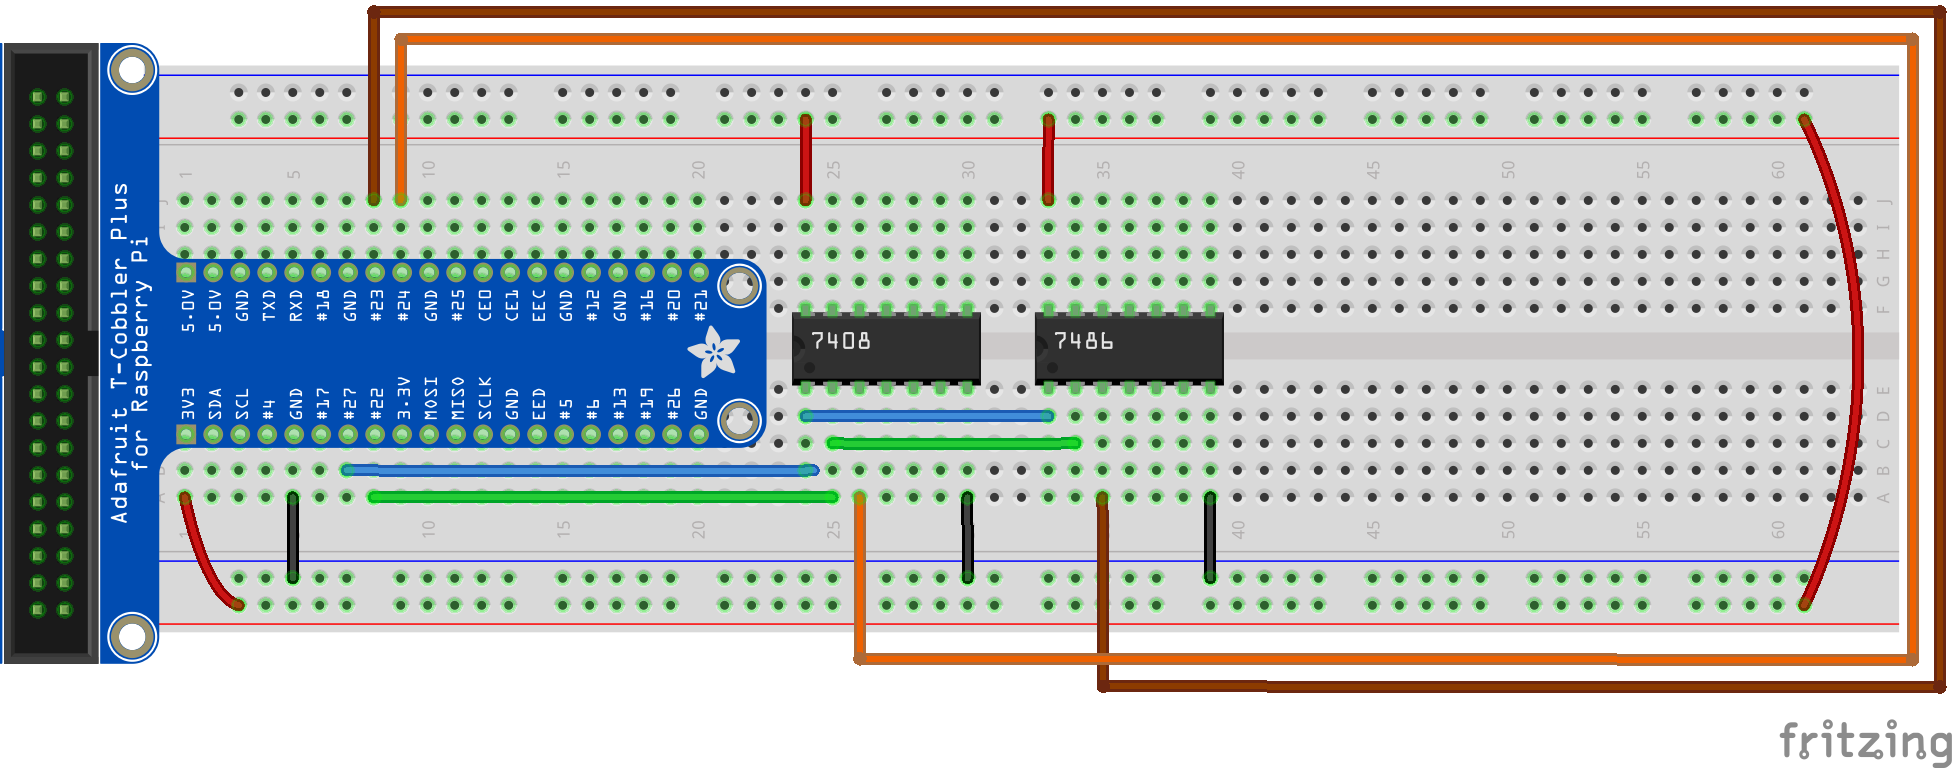 1 5 10 15 20 25 30 35 40 45 50 55 60
J
I
H
G
F
Adafruit T-Cobbler Plus
for Raspberry Pi
5.0V 5.0V GND TXD RXD #18 GND #23 #24 GND #25 CE0 CE1 EEC GND #12 GND #16 #20 #21
7408
7486
3V3 SDA SCL #4 GND #17 #27 #22 3.3V MOSI MISO SCLK GND EED #5 #6 #13 #19 #26 GND
E
D
C
B B
A A
1 10 15 20 25 30 40 45 50 55 60
fritzing